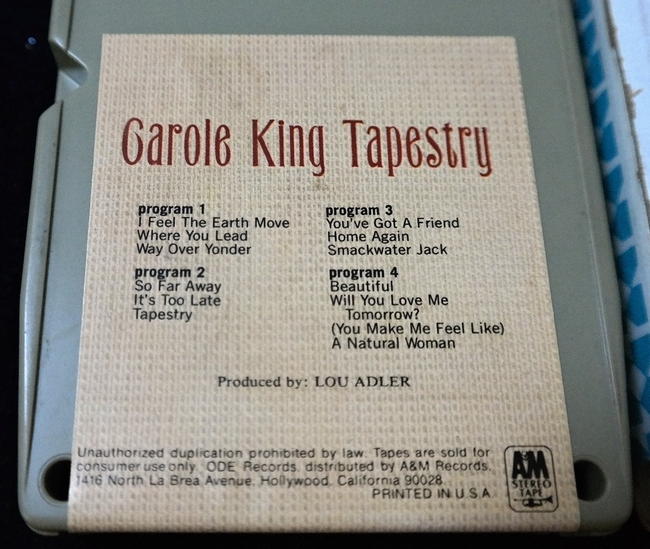 Carole King Tapestry
program 1
I Feel The Earth Move
Where You Lead
Way Over Yonder
program 2
So Far Away
It's Too Late
Tapestry
program 3
You've Got A Friend
Home Again
Smackwater Jack
program 4
Beautiful
Will You Love Me
Tomorrow?
(You Make Me Feel Like)
A Natural Woman
Produced by: LOU ADLER
Unauthorized duplication prohibited by law. Tapes are sold for
consumer use only. ODE Records, distributed by A&M Records,
1416 North La Brea Avenue, Hollywood, California 90028.
PRINTED IN U.S.A.
A&M
STEREO
TAPE